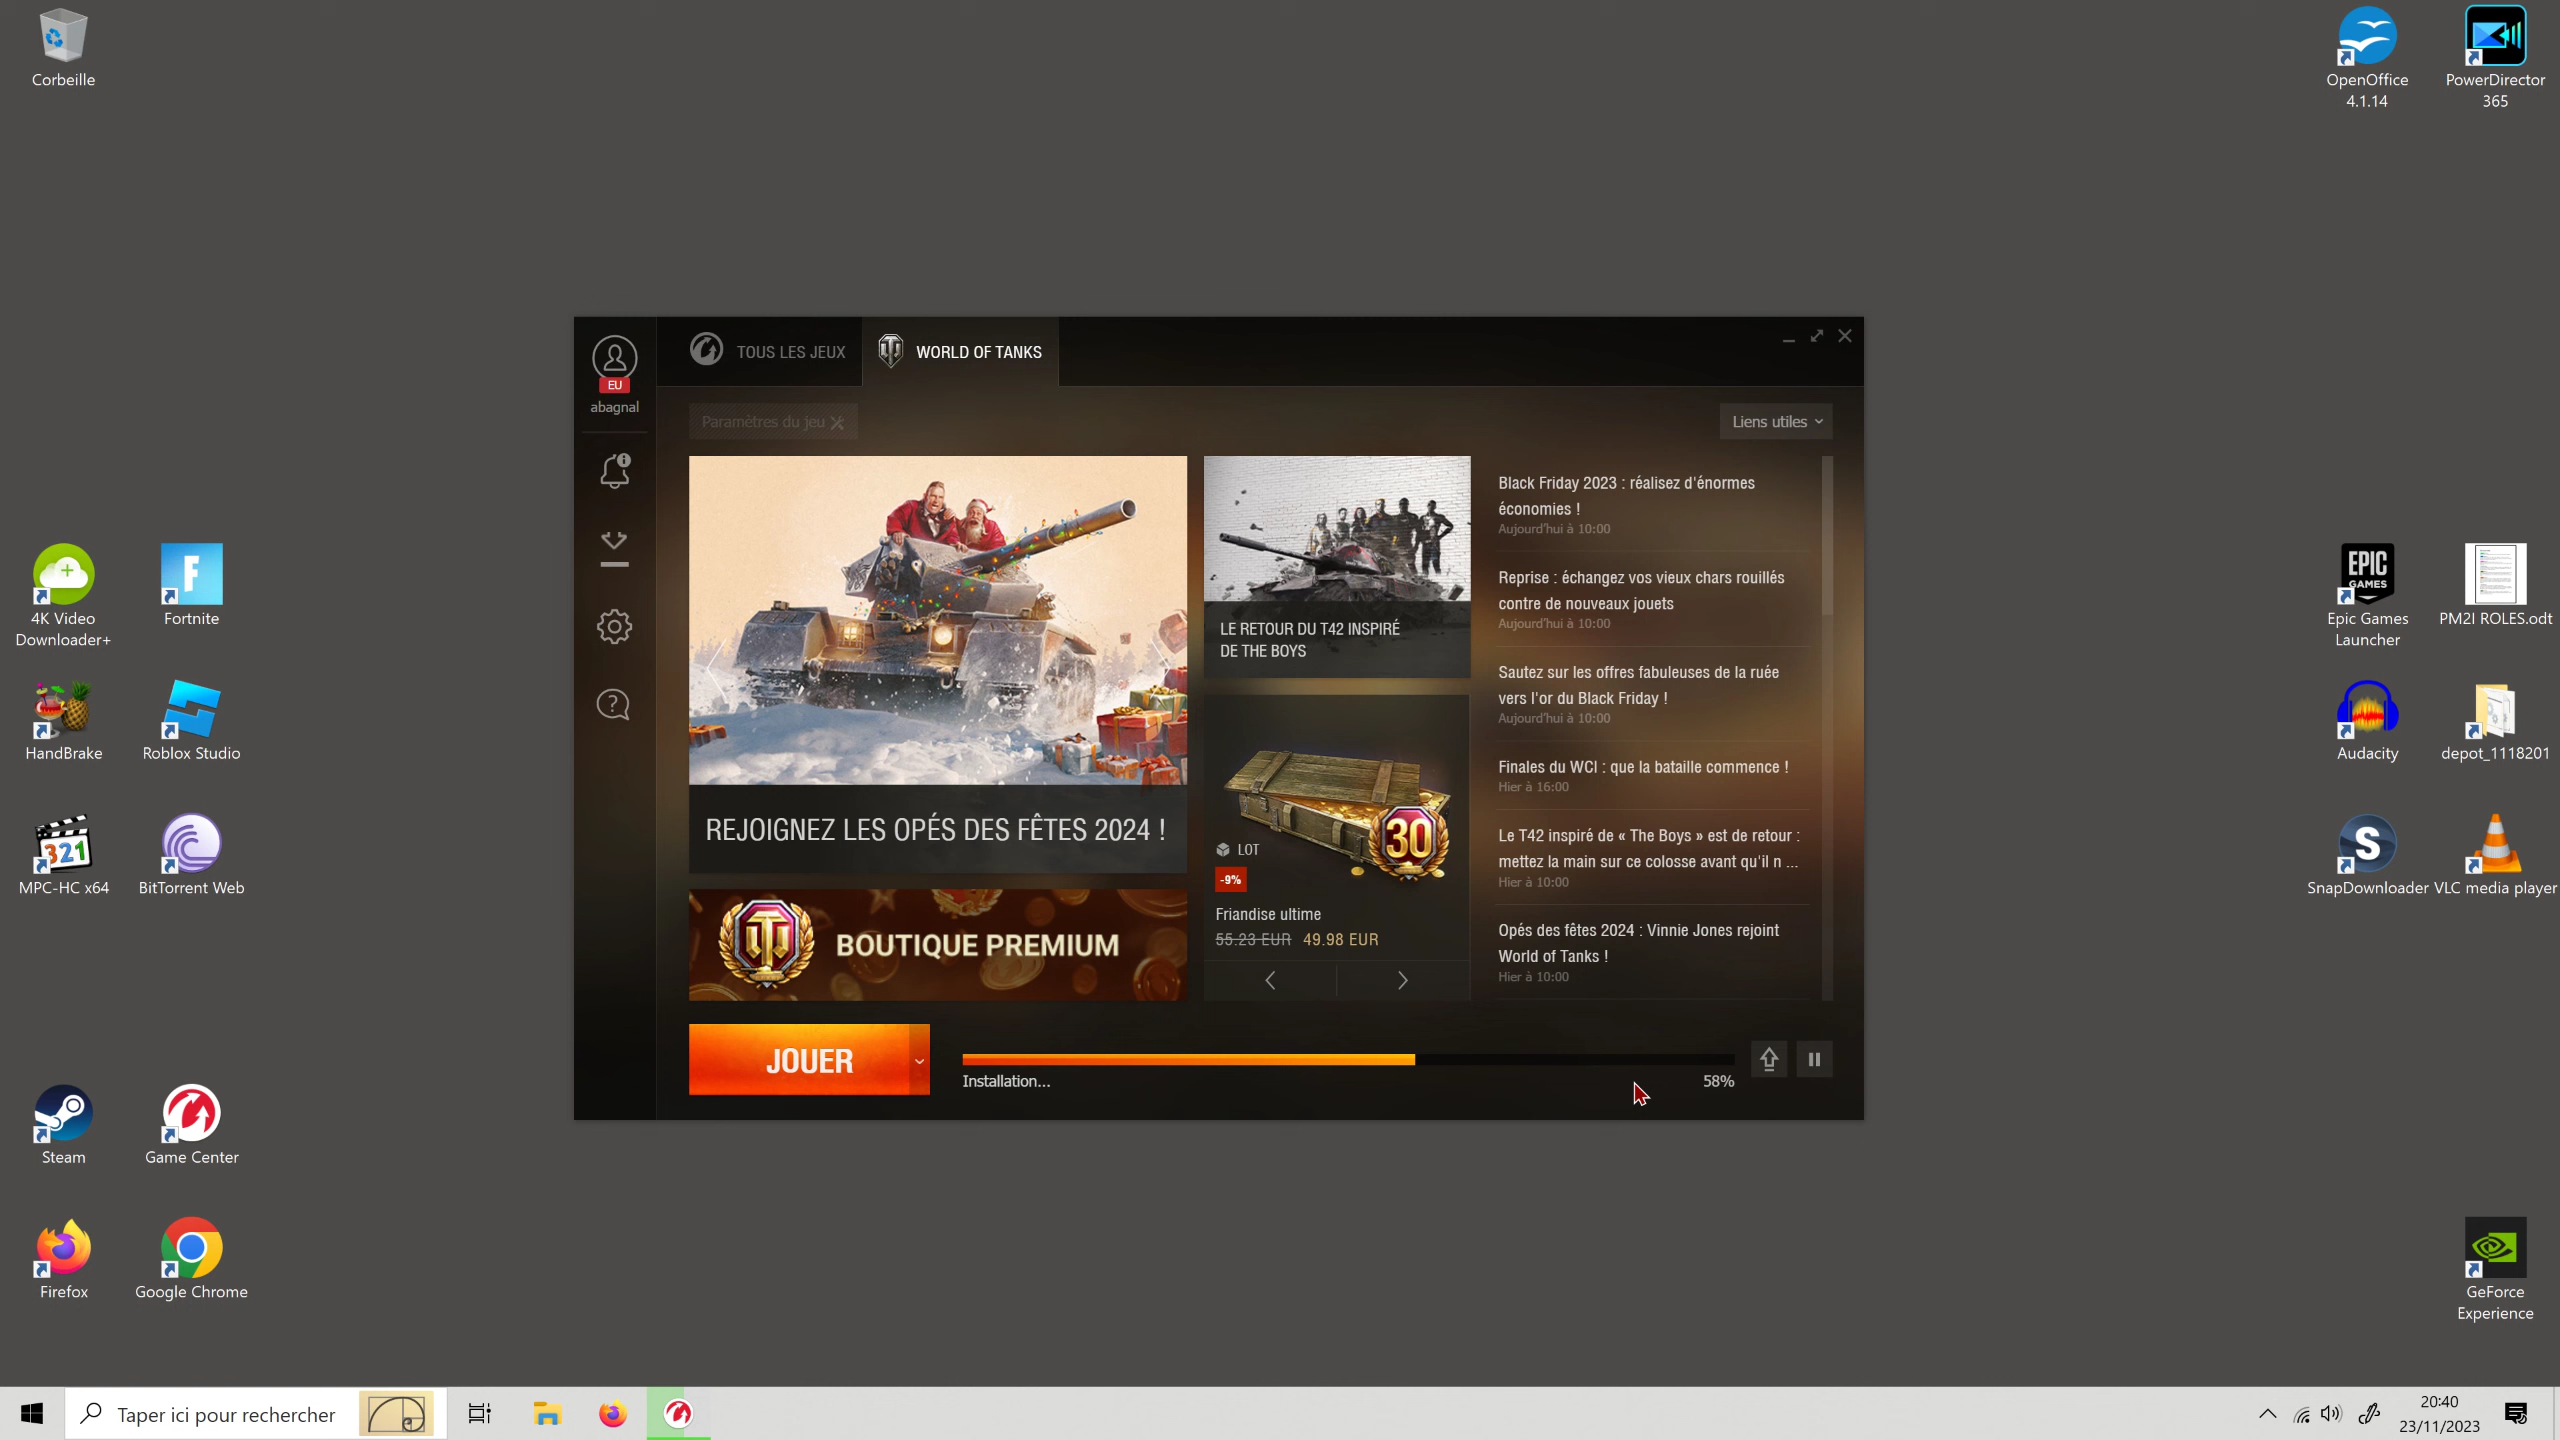 Corbeille
OpenOffice
4.1.14
PowerDirector
365
4K Video
Downloader+
Fortnite
HandBrake
Roblox Studio
MPC-HC x64
BitTorrent Web
Steam
Game Center
Firefox
Google Chrome
EU
abagnal
TOUS LES JEUX
WORLD OF TANKS
Paramètres du jeu
Liens utiles
REJOIGNEZ LES OPÉS DES FÊTES 2024 !
BOUTIQUE PREMIUM
LE RETOUR DU T42 INSPIRÉ
DE THE BOYS
30
LOT
-9%
Friandise ultime
55.23 EUR 49.98 EUR
Black Friday 2023 : réalisez d'énormes
économies !
Aujourd'hui à 10:00
Reprise : échangez vos vieux chars rouillés
contre de nouveaux jouets
Aujourd'hui à 10:00
Sautez sur les offres fabuleuses de la ruée
vers l'or du Black Friday !
Aujourd'hui à 10:00
Finales du WCI : que la bataille commence !
Hier à 16:00
Le T42 inspiré de « The Boys » est de retour :
mettez la main sur ce colosse avant qu'il n ...
Hier à 10:00
Opés des fêtes 2024 : Vinnie Jones rejoint
World of Tanks !
Hier à 10:00
JOUER
Installation...
58%
EPIC
GAMES
Epic Games
Launcher
PM2I ROLES.odt
Audacity
depot_1118201
SnapDownloader
VLC media player
GeForce
Experience
321
Taper ici pour rechercher
20:40
23/11/2023